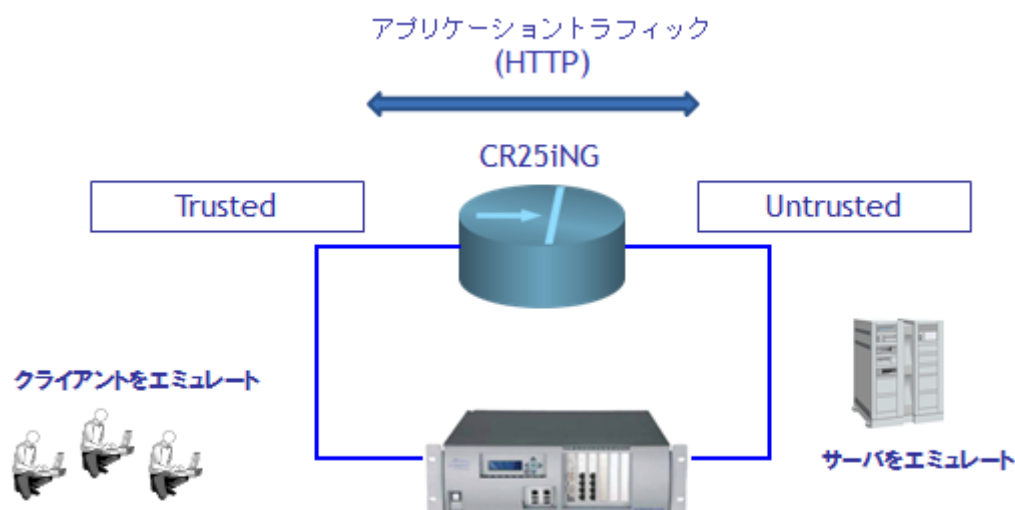 アプリケーショントラフィック
(HTTP)
CR25iNG
Trusted
Untrusted
クライアントをエミュレート
サーバをエミュレート